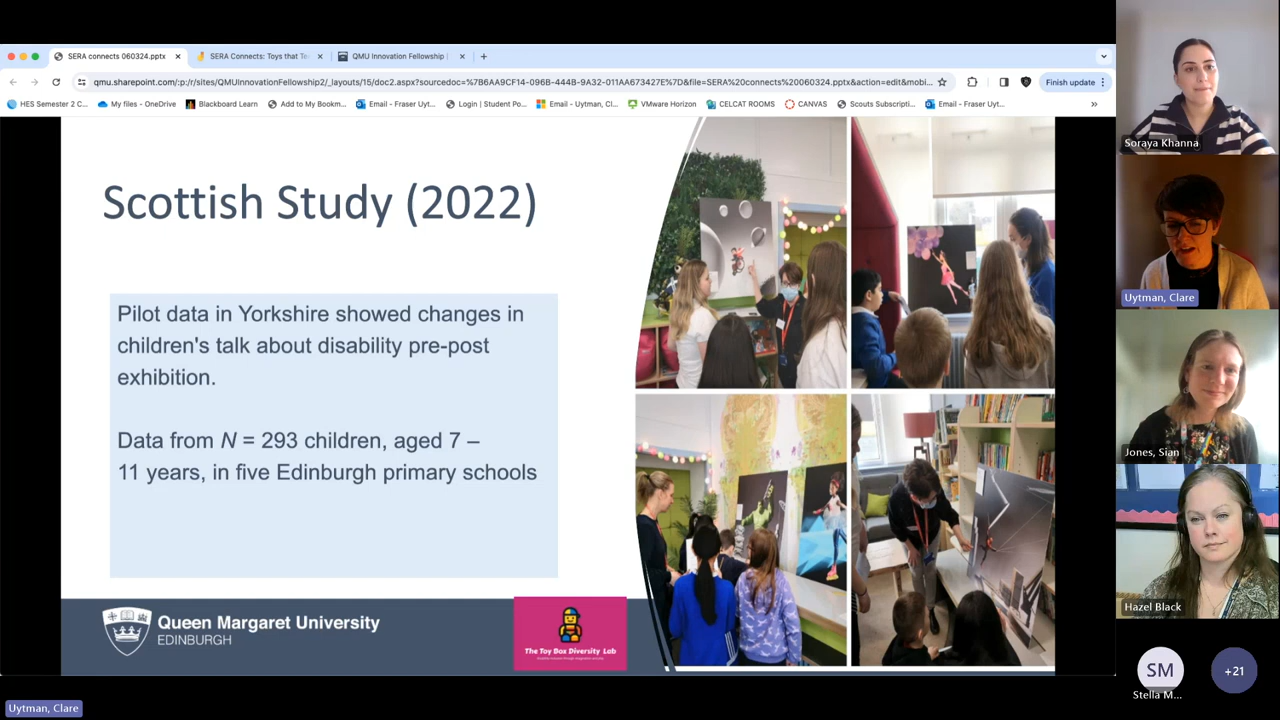 SERA connects 060324.pptx
SERA Connects: Toys that Te
QMU Innovation Fellowship |
qmu.sharepoint.com/:p:/r/sites/QMUInnovationFellowship2/_layouts/15/doc2.aspx?sourcedoc=%7B6AA9CF14-096B-444B-9A32-011AA673427E%7D&file=SERA%20connects%20060324.pptx&action=edit&mobi...
Finish update
HES Semester 2 C...
My files - OneDrive
Blackboard Learn
Add to My Bookm...
Email - Fraser Uyt...
Login | Student Po...
Email - Uytman, Cl...
VMware Horizon
CELCAT ROOMS
CANVAS
Scouts Subscripti...
Email - Fraser Uyt...
Scottish Study (2022)
Pilot data in Yorkshire showed changes in
children's talk about disability pre-post
exhibition.
Data from N = 293 children, aged 7 –
11 years, in five Edinburgh primary schools
Queen Margaret University
EDINBURGH
The Toy Box Diversity Lab
Soraya Khanna
Uytman, Clare
Jones, Sian
Hazel Black
SM
Stella M...
+21
Uytman, Clare